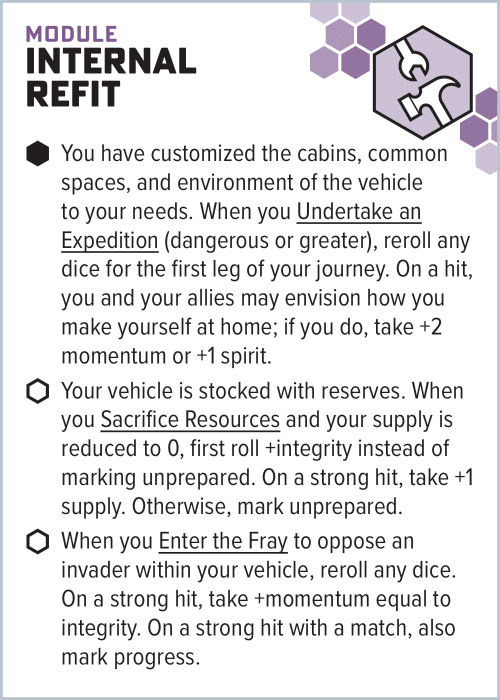 MODULE
INTERNAL
REFIT
You have customized the cabins, common
spaces, and environment of the vehicle
to your needs. When you Undertake an
Expedition (dangerous or greater), reroll any
dice for the first leg of your journey. On a hit,
you and your allies may envision how you
make yourself at home; if you do, take +2
momentum or +1 spirit.
Your vehicle is stocked with reserves. When
you Sacrifice Resources and your supply is
reduced to 0, first roll +integrity instead of
marking unprepared. On a strong hit, take +1
supply. Otherwise, mark unprepared.
When you Enter the Fray to oppose an
invader within your vehicle, reroll any dice.
On a strong hit, take +momentum equal to
integrity. On a strong hit with a match, also
mark progress.